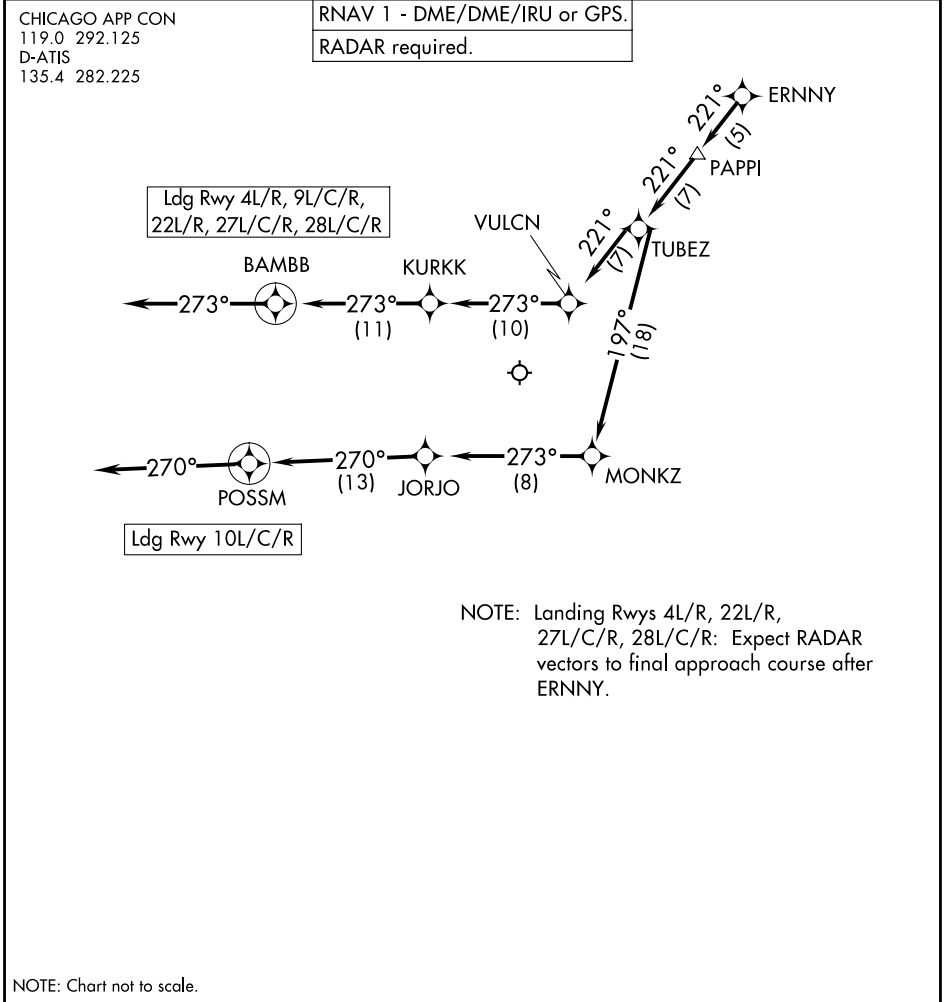 CHICAGO APP CON
119.0 292.125
D-ATIS
135.4 282.225
RNAV 1 - DME/DME/IRU or GPS.
RADAR required.
ERNNY
221°
(5)
PAPPI
221°
(7)
TUBEZ
221°
(7)
VULCN
Ldg Rwy 4L/R, 9L/C/R,
22L/R, 27L/C/R, 28L/C/R
BAMBB
KURKK
273°
273°
(11)
273°
(10)
197°
(18)
270°
POSSM
270°
(13)
JORJO
273°
(8)
MONKZ
Ldg Rwy 10L/C/R
NOTE: Landing Rwys 4L/R, 22L/R,
27L/C/R, 28L/C/R: Expect RADAR
vectors to final approach course after
ERNNY.
NOTE: Chart not to scale.